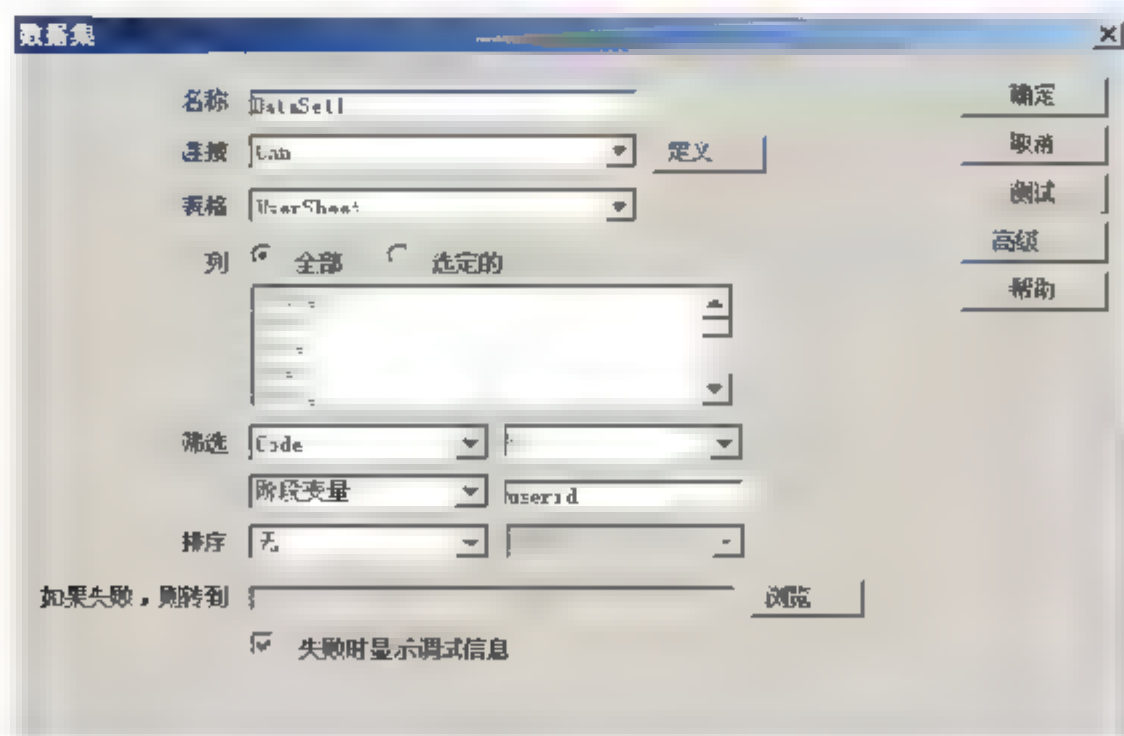 数据集
名称 DataSet1
连接 定义
表格 UserSheet
列 全部 选定的
筛选 Code
阶段变量 userid
排序 无
如果失败，则转到 浏览
失败时显示调试信息
确定
取消
测试
高级
帮助